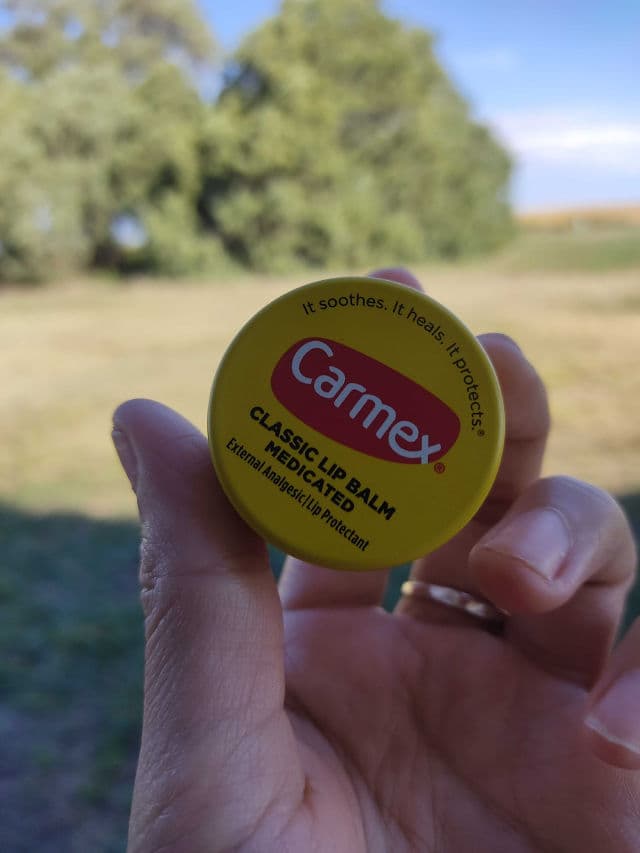 It soothes. It heals. It protects.®
Carmex®
CLASSIC LIP BALM
MEDICATED
External Analgesic|Lip Protectant